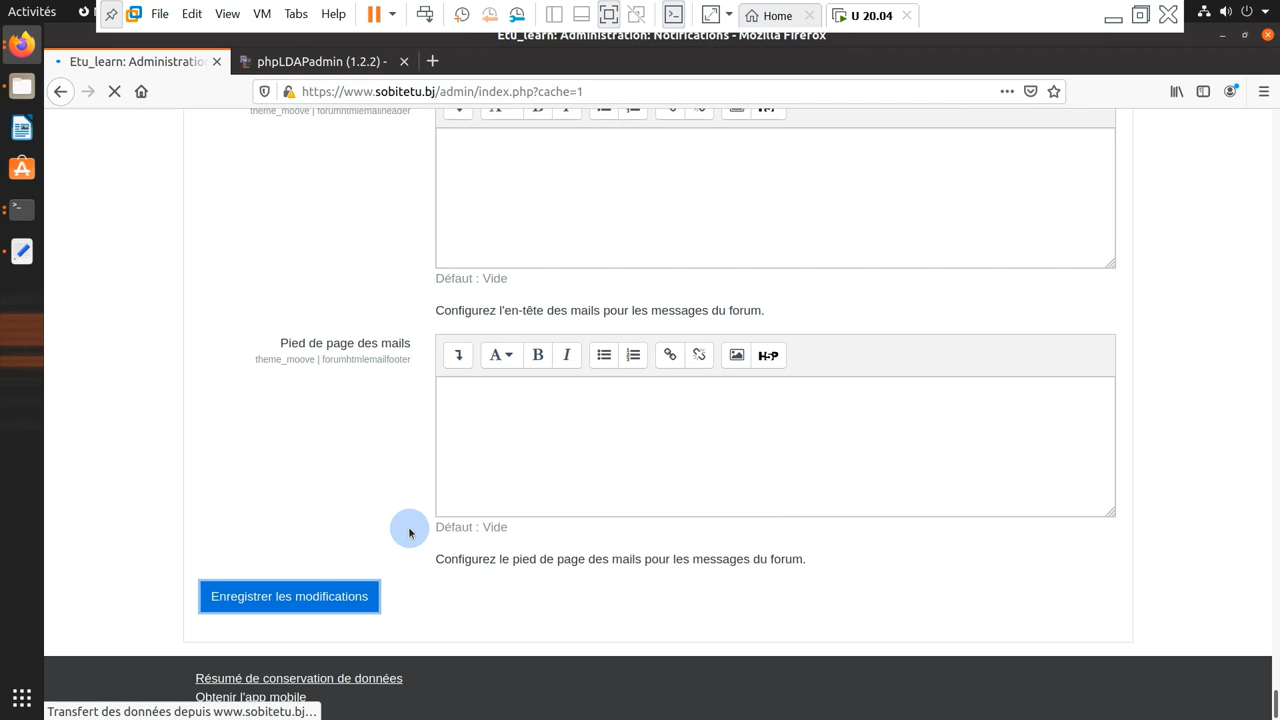 Activités
File Edit View VM Tabs Help
Home
U 20.04
Etu_learn: Administration: Notifications - Mozilla Firefox
Etu_learn: Administratio
phpLDAPadmin (1.2.2) -
https://www.sobitetu.bj/admin/index.php?cache=1
theme_moove | forumhtmlemailheader
Défaut : Vide
Configurez l'en-tête des mails pour les messages du forum.
Pied de page des mails
theme_moove | forumhtmlemailfooter
A B I H-P
Défaut : Vide
Configurez le pied de page des mails pour les messages du forum.
Enregistrer les modifications
Résumé de conservation de données
Obtenir l'app mobile
Transfert des données depuis www.sobitetu.bj…